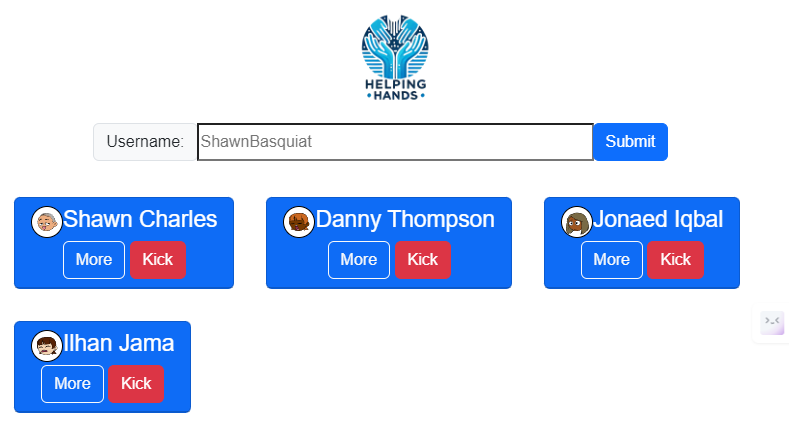 HELPING
• HANDS •
Username: ShawnBasquiat Submit
Shawn Charles
More Kick
Danny Thompson
More Kick
Jonaed Iqbal
More Kick
Ilhan Jama
More Kick